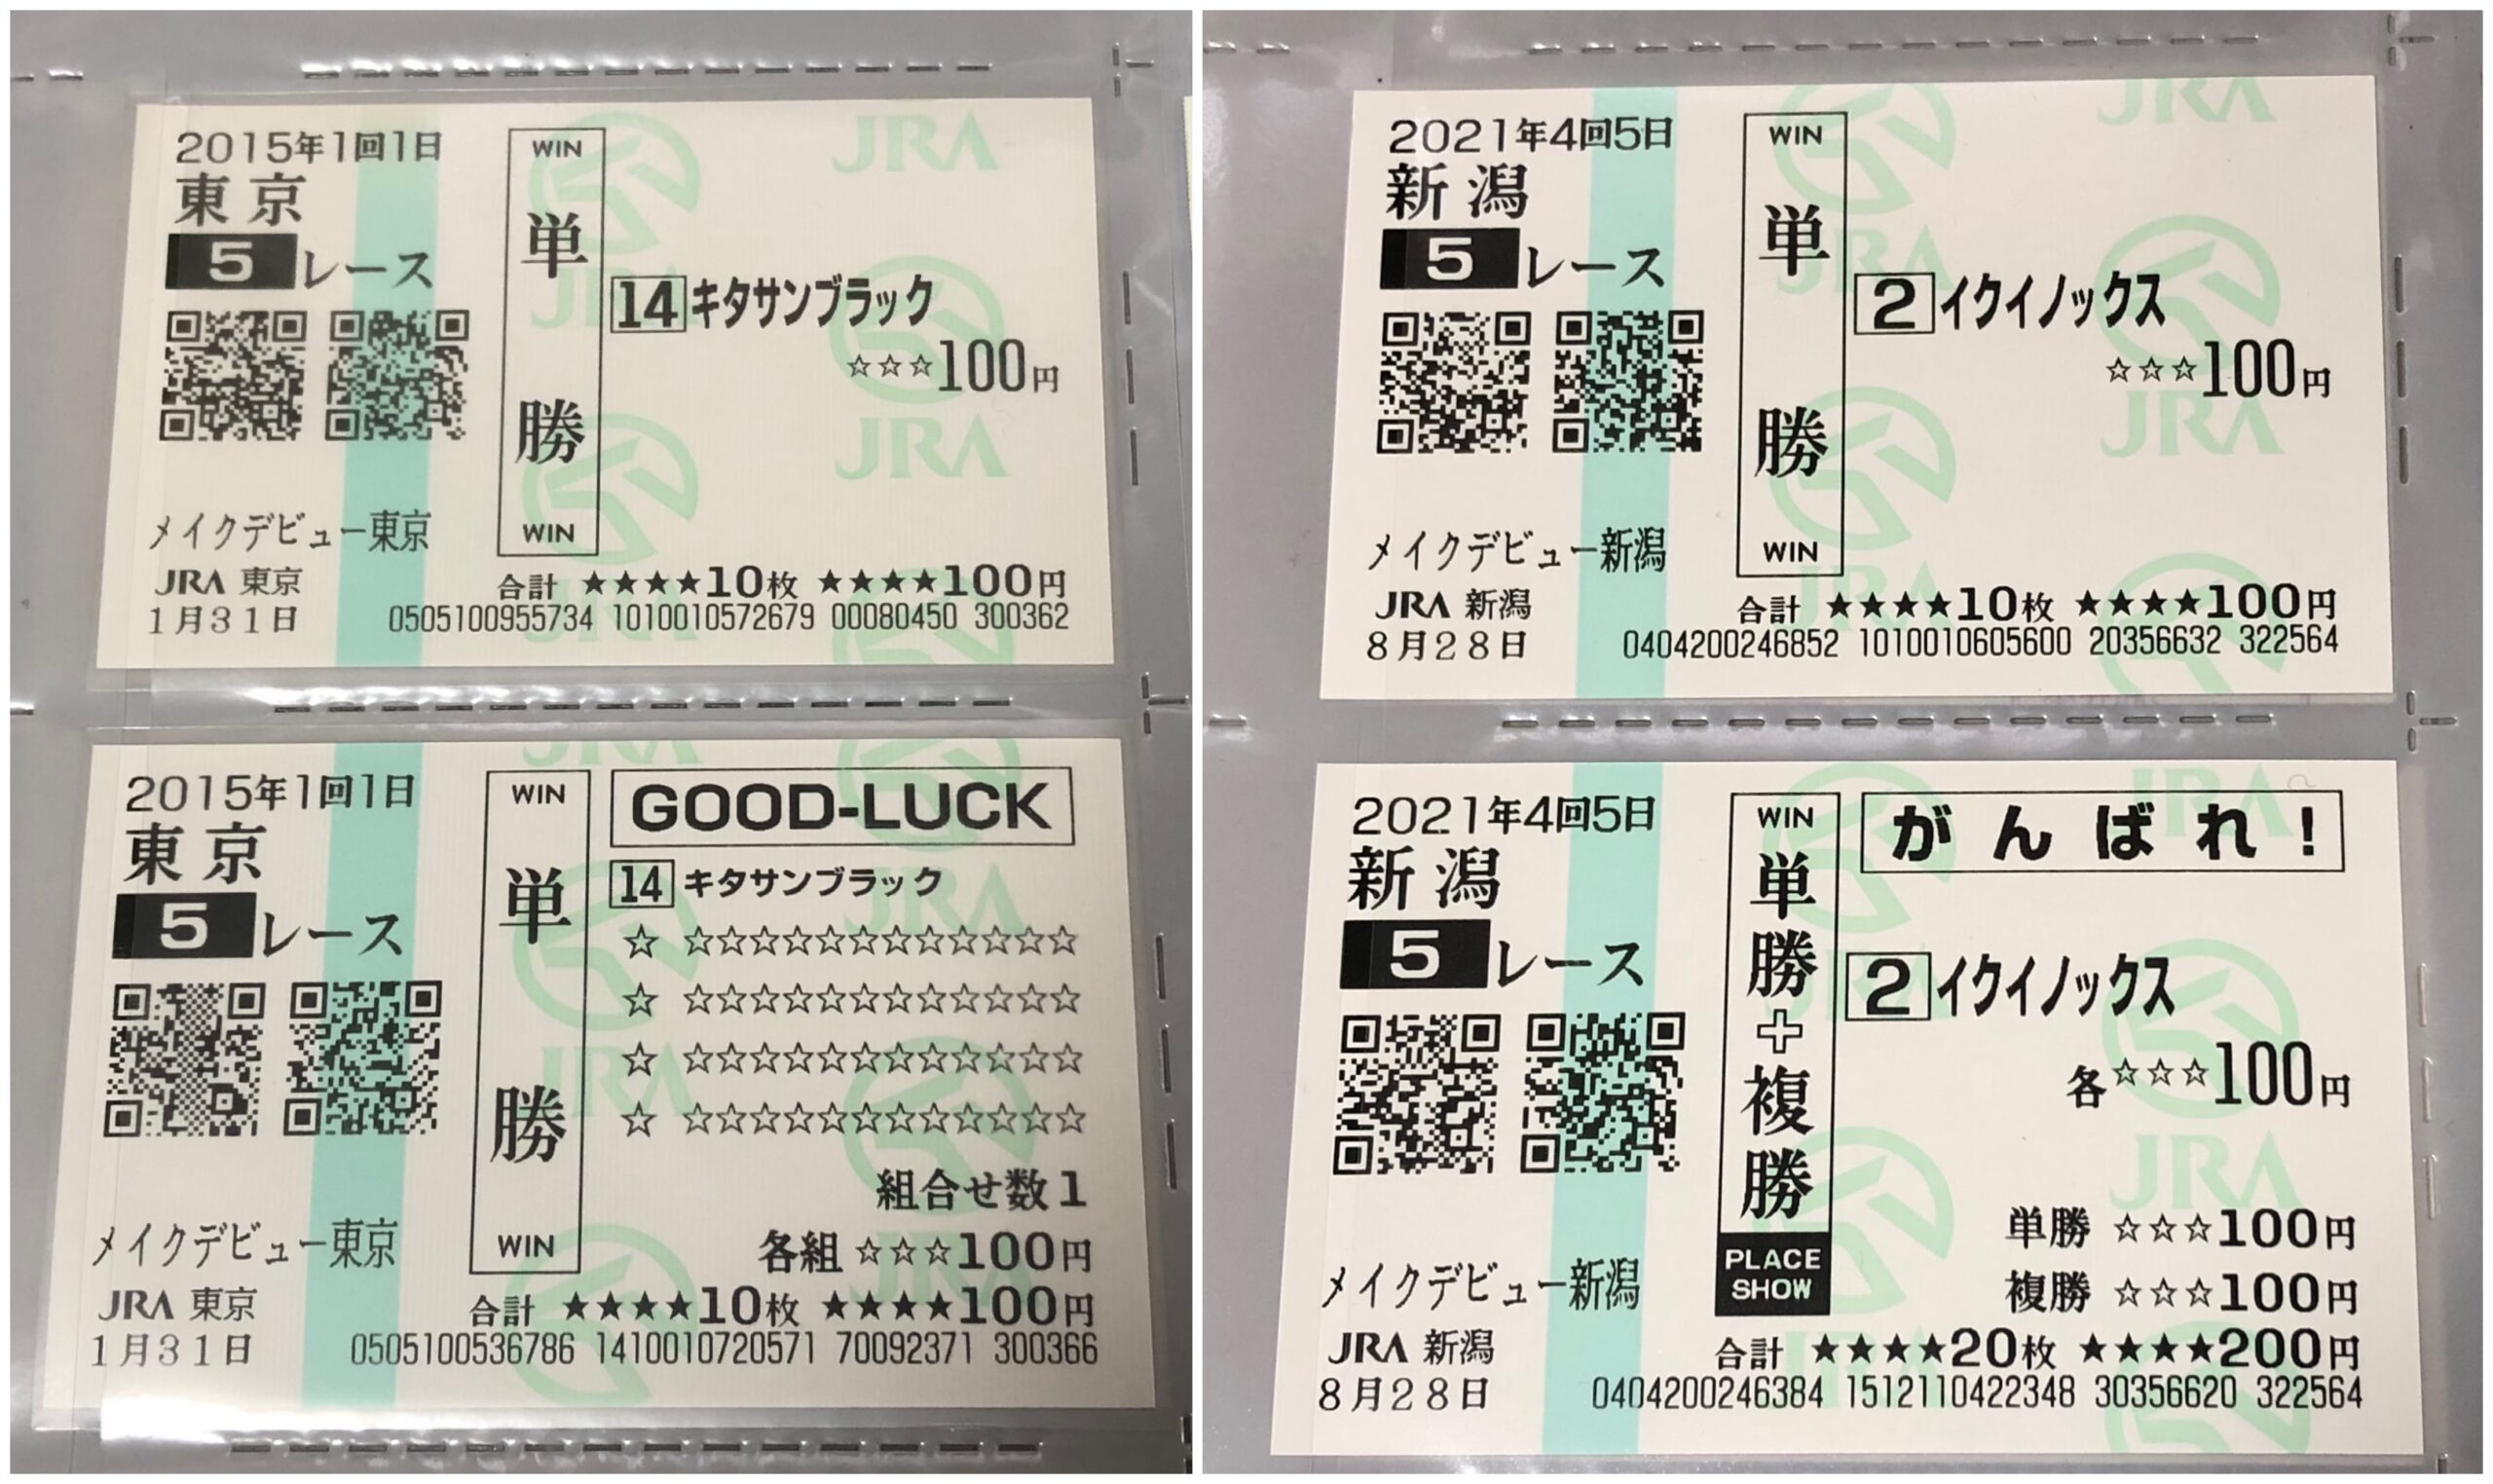 2015年1回1日
東京
5レース
WIN
単勝
WIN
14キタサンブラック
☆☆☆100円
メイクデビュー東京
JRA 東京
1月31日
合計 ★★★★10枚 ★★★★100円
0505100955734 1010010572679 00080450 300362
JRA
JRA
2015年1回1日
東京
5レース
WIN
単勝
WIN
GOOD-LUCK
14 キタサンブラック
☆ ☆☆☆☆☆☆☆☆☆☆☆☆
☆ ☆☆☆☆☆☆☆☆☆☆☆☆
☆ ☆☆☆☆☆☆☆☆☆☆☆☆
☆ ☆☆☆☆☆☆☆☆☆☆☆☆
組合せ数1
各組 ☆☆☆100円
メイクデビュー東京
JRA 東京
1月31日
合計 ★★★★10枚 ★★★★100円
0505100536786 1410010720571 70092371 300366
2021年4回5日
新潟
5レース
WIN
単勝
WIN
2イクイノックス
☆☆☆100円
メイクデビュー新潟
JRA 新潟
8月28日
合計 ★★★★10枚 ★★★★100円
0404200246852 1010010605600 20356632 322564
JRA
JRA
2021年4回5日
新潟
5レース
WIN
単勝+複勝
PLACE
SHOW
がんばれ!
2イクイノックス
各☆☆☆100円
単勝 ☆☆☆100円
複勝 ☆☆☆100円
メイクデビュー新潟
JRA 新潟
8月28日
合計 ★★★★20枚 ★★★★200円
0404200246384 1512110422348 30356620 322564